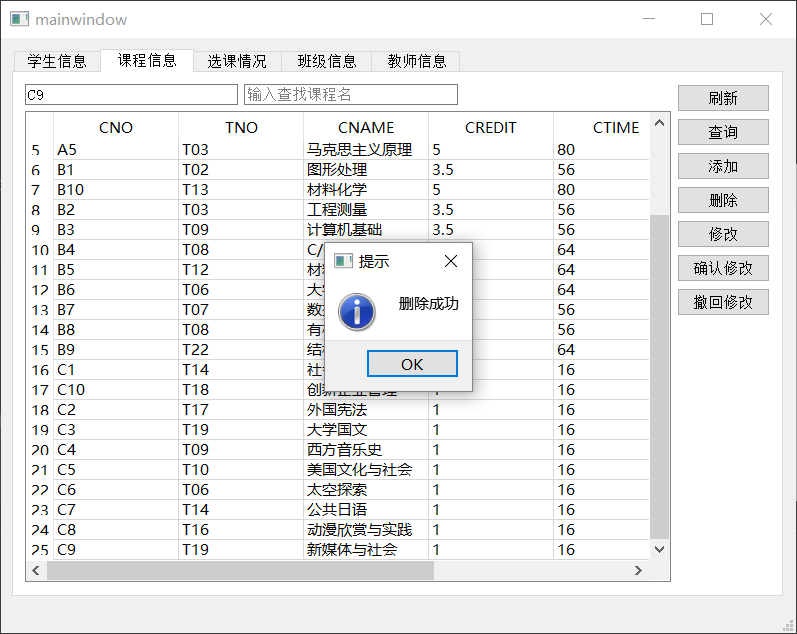 mainwindow
学生信息 课程信息 选课情况 班级信息 教师信息
C9 输入查找课程名
刷新
查询
添加
删除
修改
确认修改
撤回修改
CNO TNO CNAME CREDIT CTIME
5 A5 T03 马克思主义原理 5 80
6 B1 T02 图形处理 3.5 56
7 B10 T13 材料化学 5 80
8 B2 T03 工程测量 3.5 56
9 B3 T09 计算机基础 3.5 56
10 B4 T08 C/ 64
11 B5 T12 材 64
12 B6 T06 大 64
13 B7 T07 数 56
14 B8 T08 有 56
15 B9 T22 结 64
16 C1 T14 社 16
17 C10 T18 创新企业管理 1 16
18 C2 T17 外国宪法 1 16
19 C3 T19 大学国文 1 16
20 C4 T09 西方音乐史 1 16
21 C5 T10 美国文化与社会 1 16
22 C6 T06 太空探索 1 16
23 C7 T14 公共日语 1 16
24 C8 T16 动漫欣赏与实践 1 16
25 C9 T19 新媒体与社会 1 16
提示
删除成功
OK